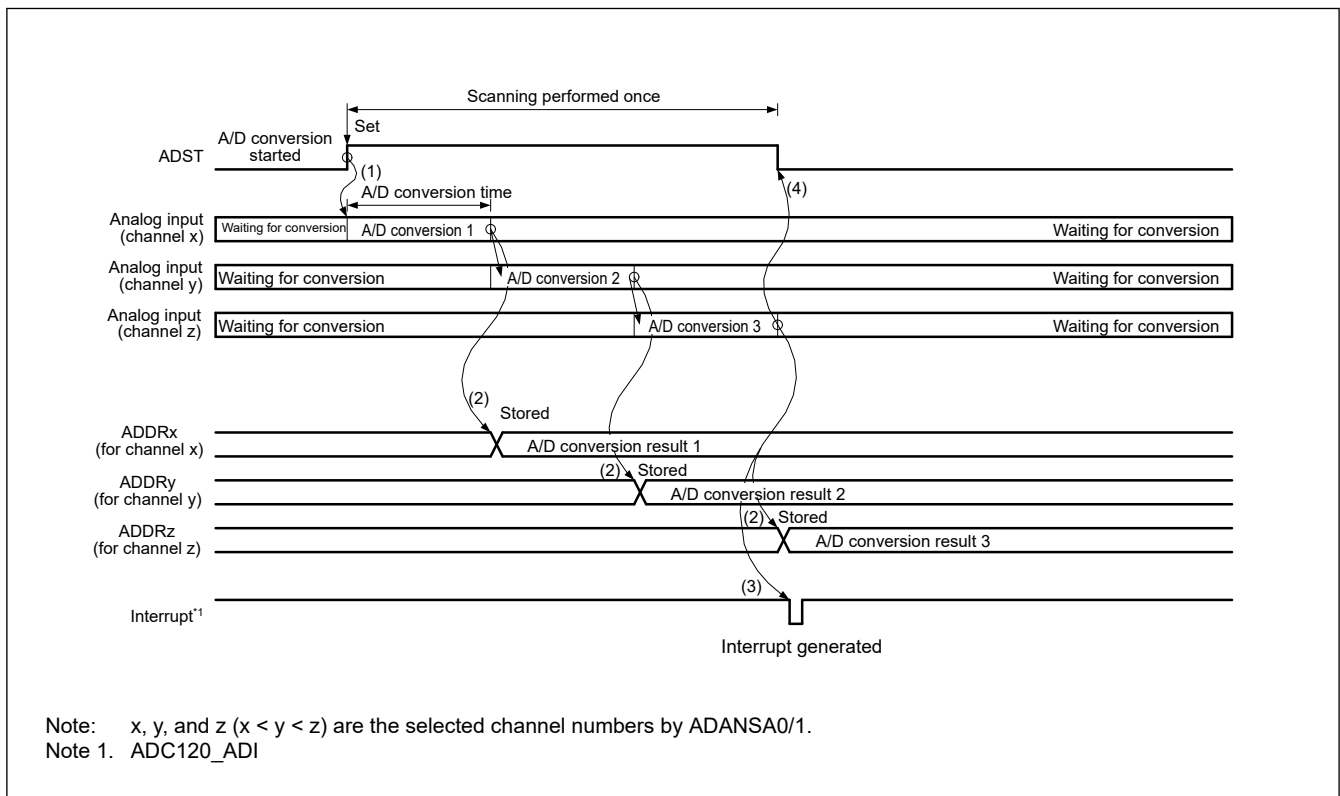 Scanning performed once
Set
A/D conversion
started
ADST
(1)
(4)
A/D conversion time
Analog input
(channel x)
Waiting for conversion
A/D conversion 1
Waiting for conversion
Analog input
(channel y)
Waiting for conversion
A/D conversion 2
Waiting for conversion
Analog input
(channel z)
Waiting for conversion
A/D conversion 3
Waiting for conversion
(2)
Stored
ADDRx
(for channel x)
A/D conversion result 1
(2)
Stored
ADDRy
(for channel y)
A/D conversion result 2
(2)
Stored
ADDRz
(for channel z)
A/D conversion result 3
(3)
Interrupt*1
Interrupt generated
Note: x, y, and z (x < y < z) are the selected channel numbers by ADANSA0/1.
Note 1. ADC120_ADI